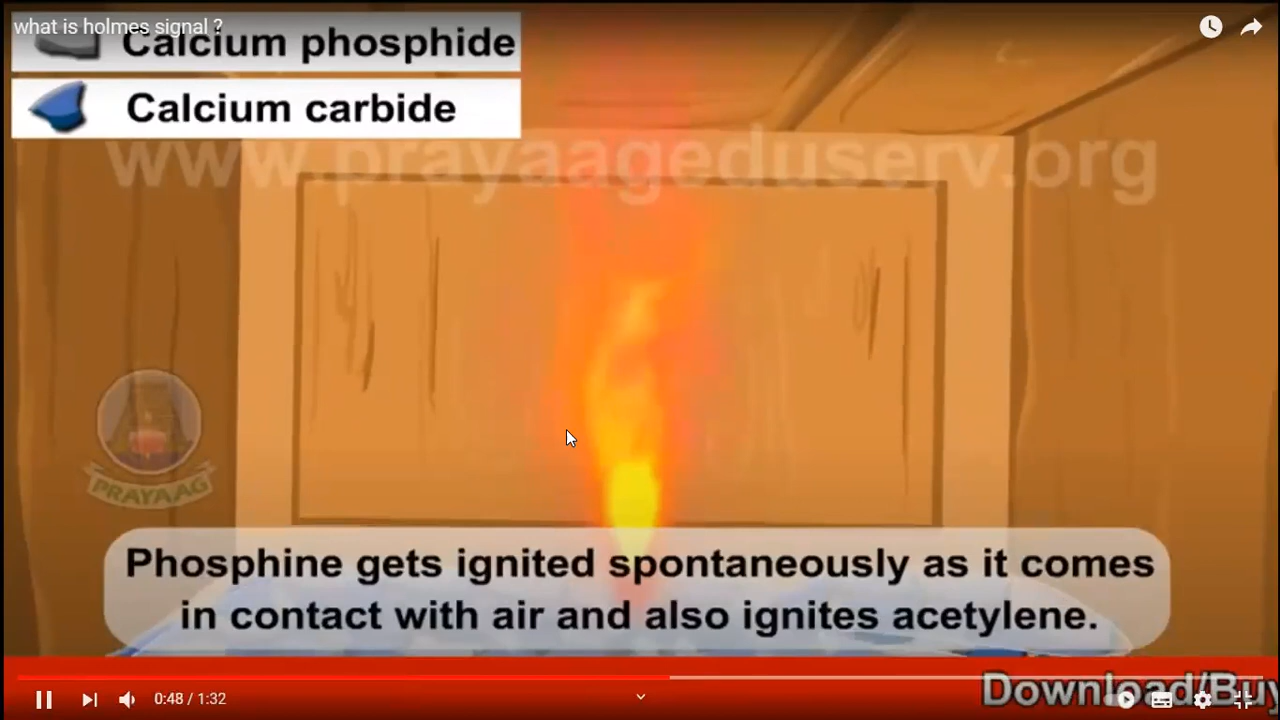 what is holmes signal ?
Calcium phosphide
Calcium carbide
www.prayaageduserv.org
PRAYAAG
Phosphine gets ignited spontaneously as it comes
in contact with air and also ignites acetylene.
0:48 / 1:32
Download/Buy